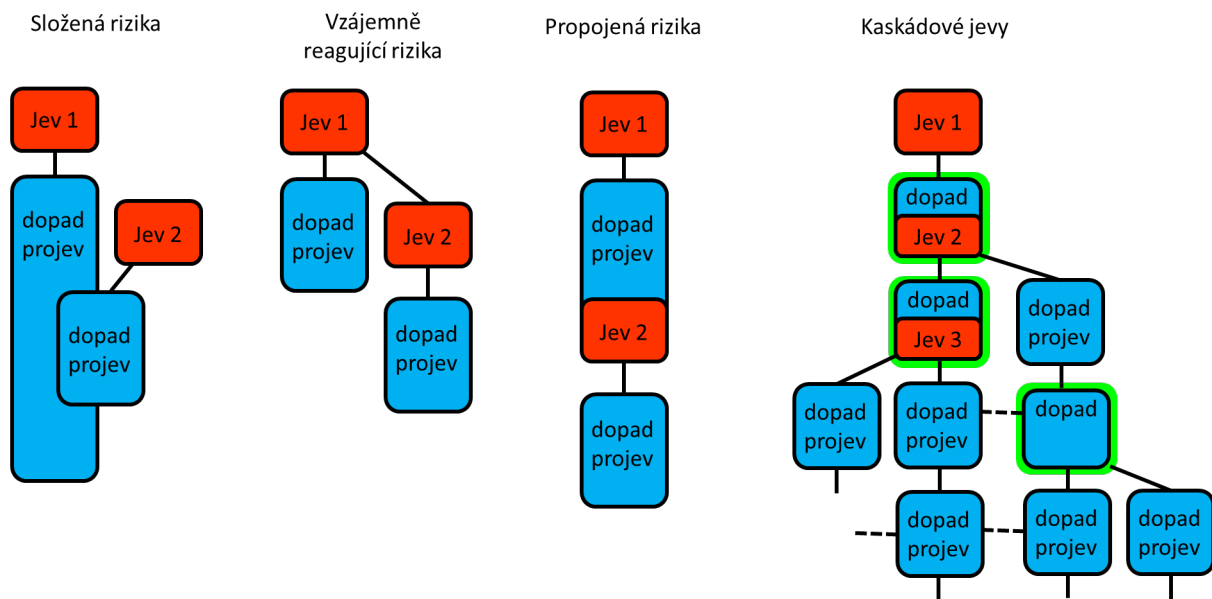 Složená rizika
Jev 1
dopad
projev
Jev 2
dopad
projev
Vzájemně
reagující rizika
Jev 1
dopad
projev
Jev 2
dopad
projev
Propojená rizika
Jev 1
dopad
projev
Jev 2
dopad
projev
Kaskádové jevy
Jev 1
dopad
Jev 2
dopad
Jev 3
dopad
projev
dopad
projev
dopad
projev
dopad
dopad
projev
dopad
projev
dopad
projev